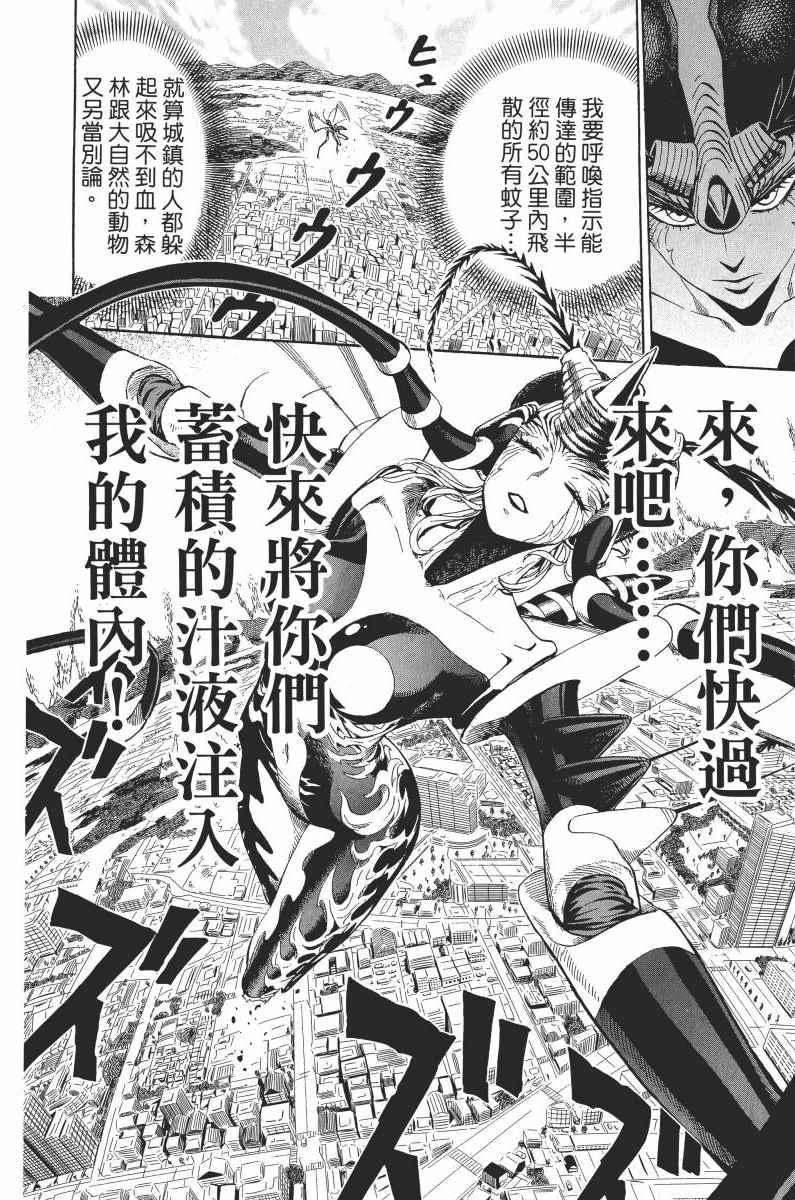 我要呼喚指示能
傳達的範圍，半
徑約50公里內飛
散的所有蚊子…
ヒュウ
ウウ
就算城鎮的人都躲
起來吸不到血，森
林跟大自然的動物
又另當別論。
來，你們快過
來吧……
快來將你們
蓄積的汁液注入
我的體內！
ズズズ
ズズ